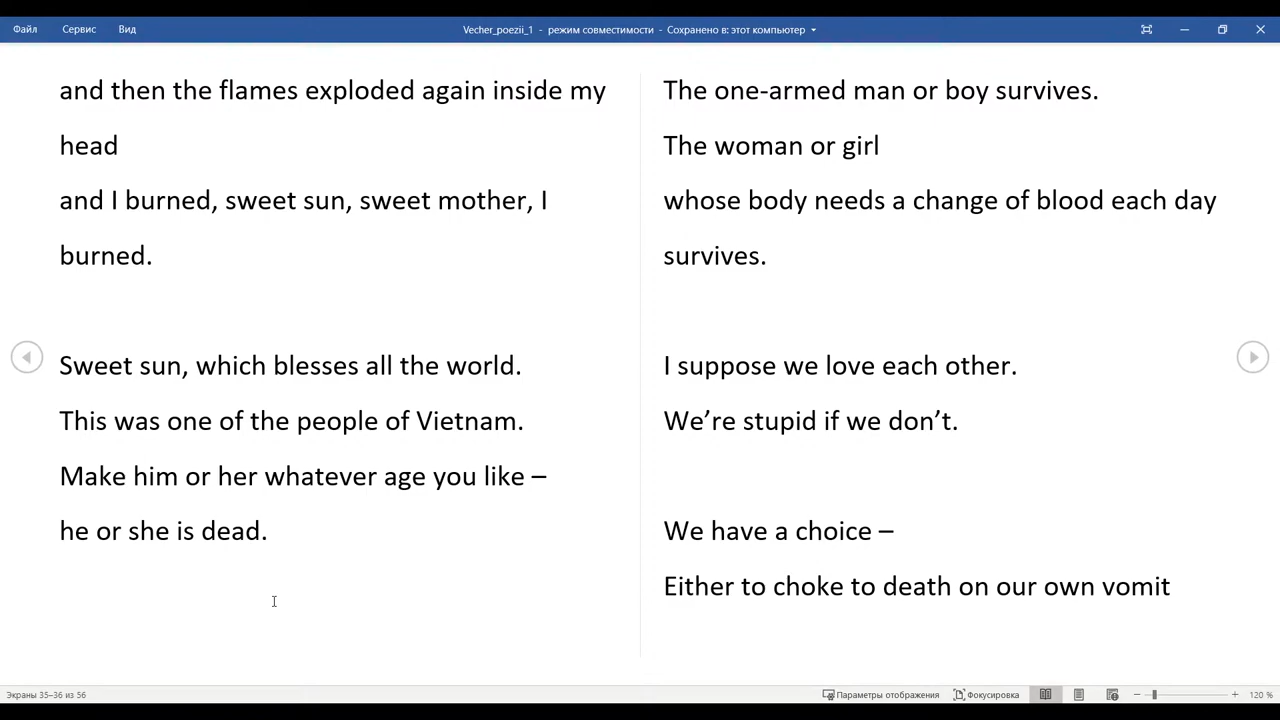 Файл Сервис Вид Vecher_poezii_1 - режим совместимости - Сохранено в: этот компьютер
and then the flames exploded again inside my
head
and I burned, sweet sun, sweet mother, I
burned.
Sweet sun, which blesses all the world.
This was one of the people of Vietnam.
Make him or her whatever age you like –
he or she is dead.
The one-armed man or boy survives.
The woman or girl
whose body needs a change of blood each day
survives.
I suppose we love each other.
We’re stupid if we don’t.
We have a choice –
Either to choke to death on our own vomit
Экраны 35–36 из 56 Параметры отображения Фокусировка 120 %